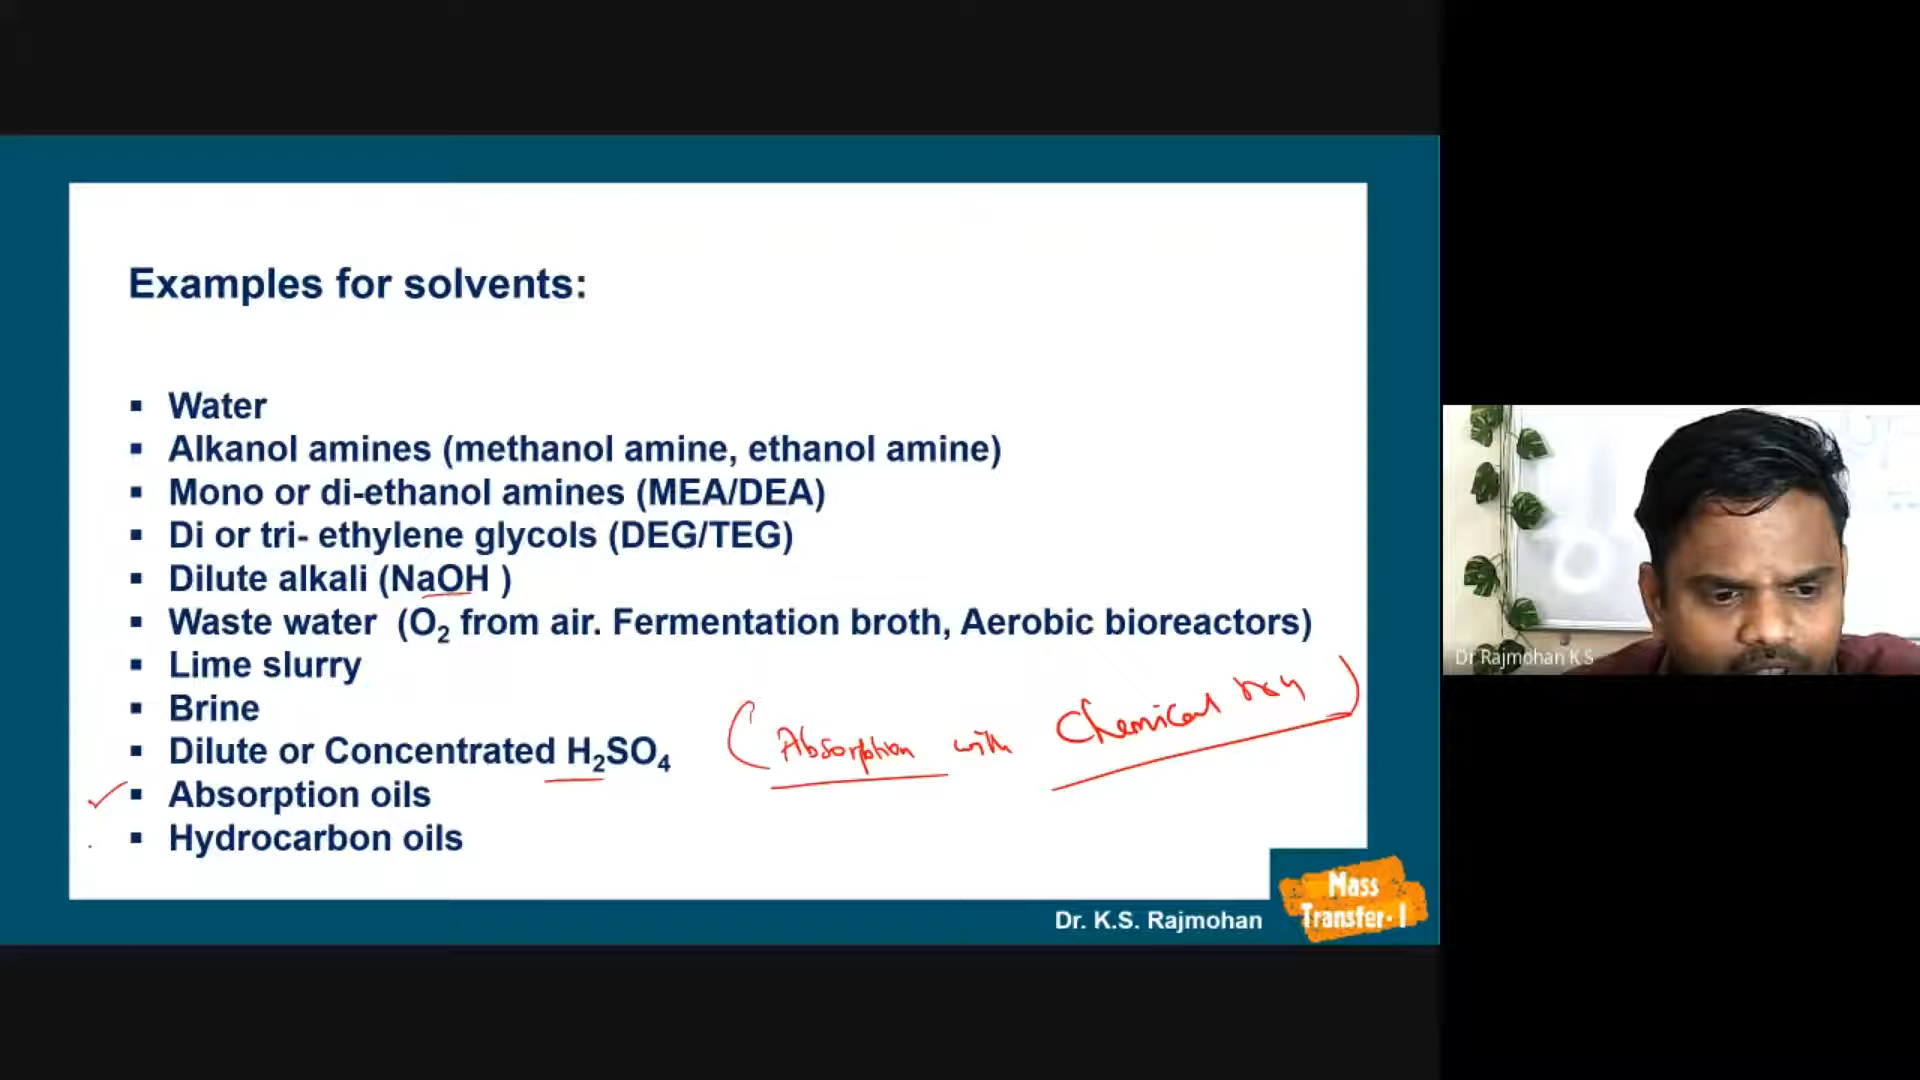 Examples for solvents:
▪ Water
▪ Alkanol amines (methanol amine, ethanol amine)
▪ Mono or di-ethanol amines (MEA/DEA)
▪ Di or tri- ethylene glycols (DEG/TEG)
▪ Dilute alkali (NaOH )
▪ Waste water (O₂ from air. Fermentation broth, Aerobic bioreactors)
▪ Lime slurry
▪ Brine
▪ Dilute or Concentrated H₂SO₄
(Absorption with Chemical rxn)
▪ Absorption oils
▪ Hydrocarbon oils
Dr. K.S. Rajmohan
Mass
Transfer- I
Dr Rajmohan K S